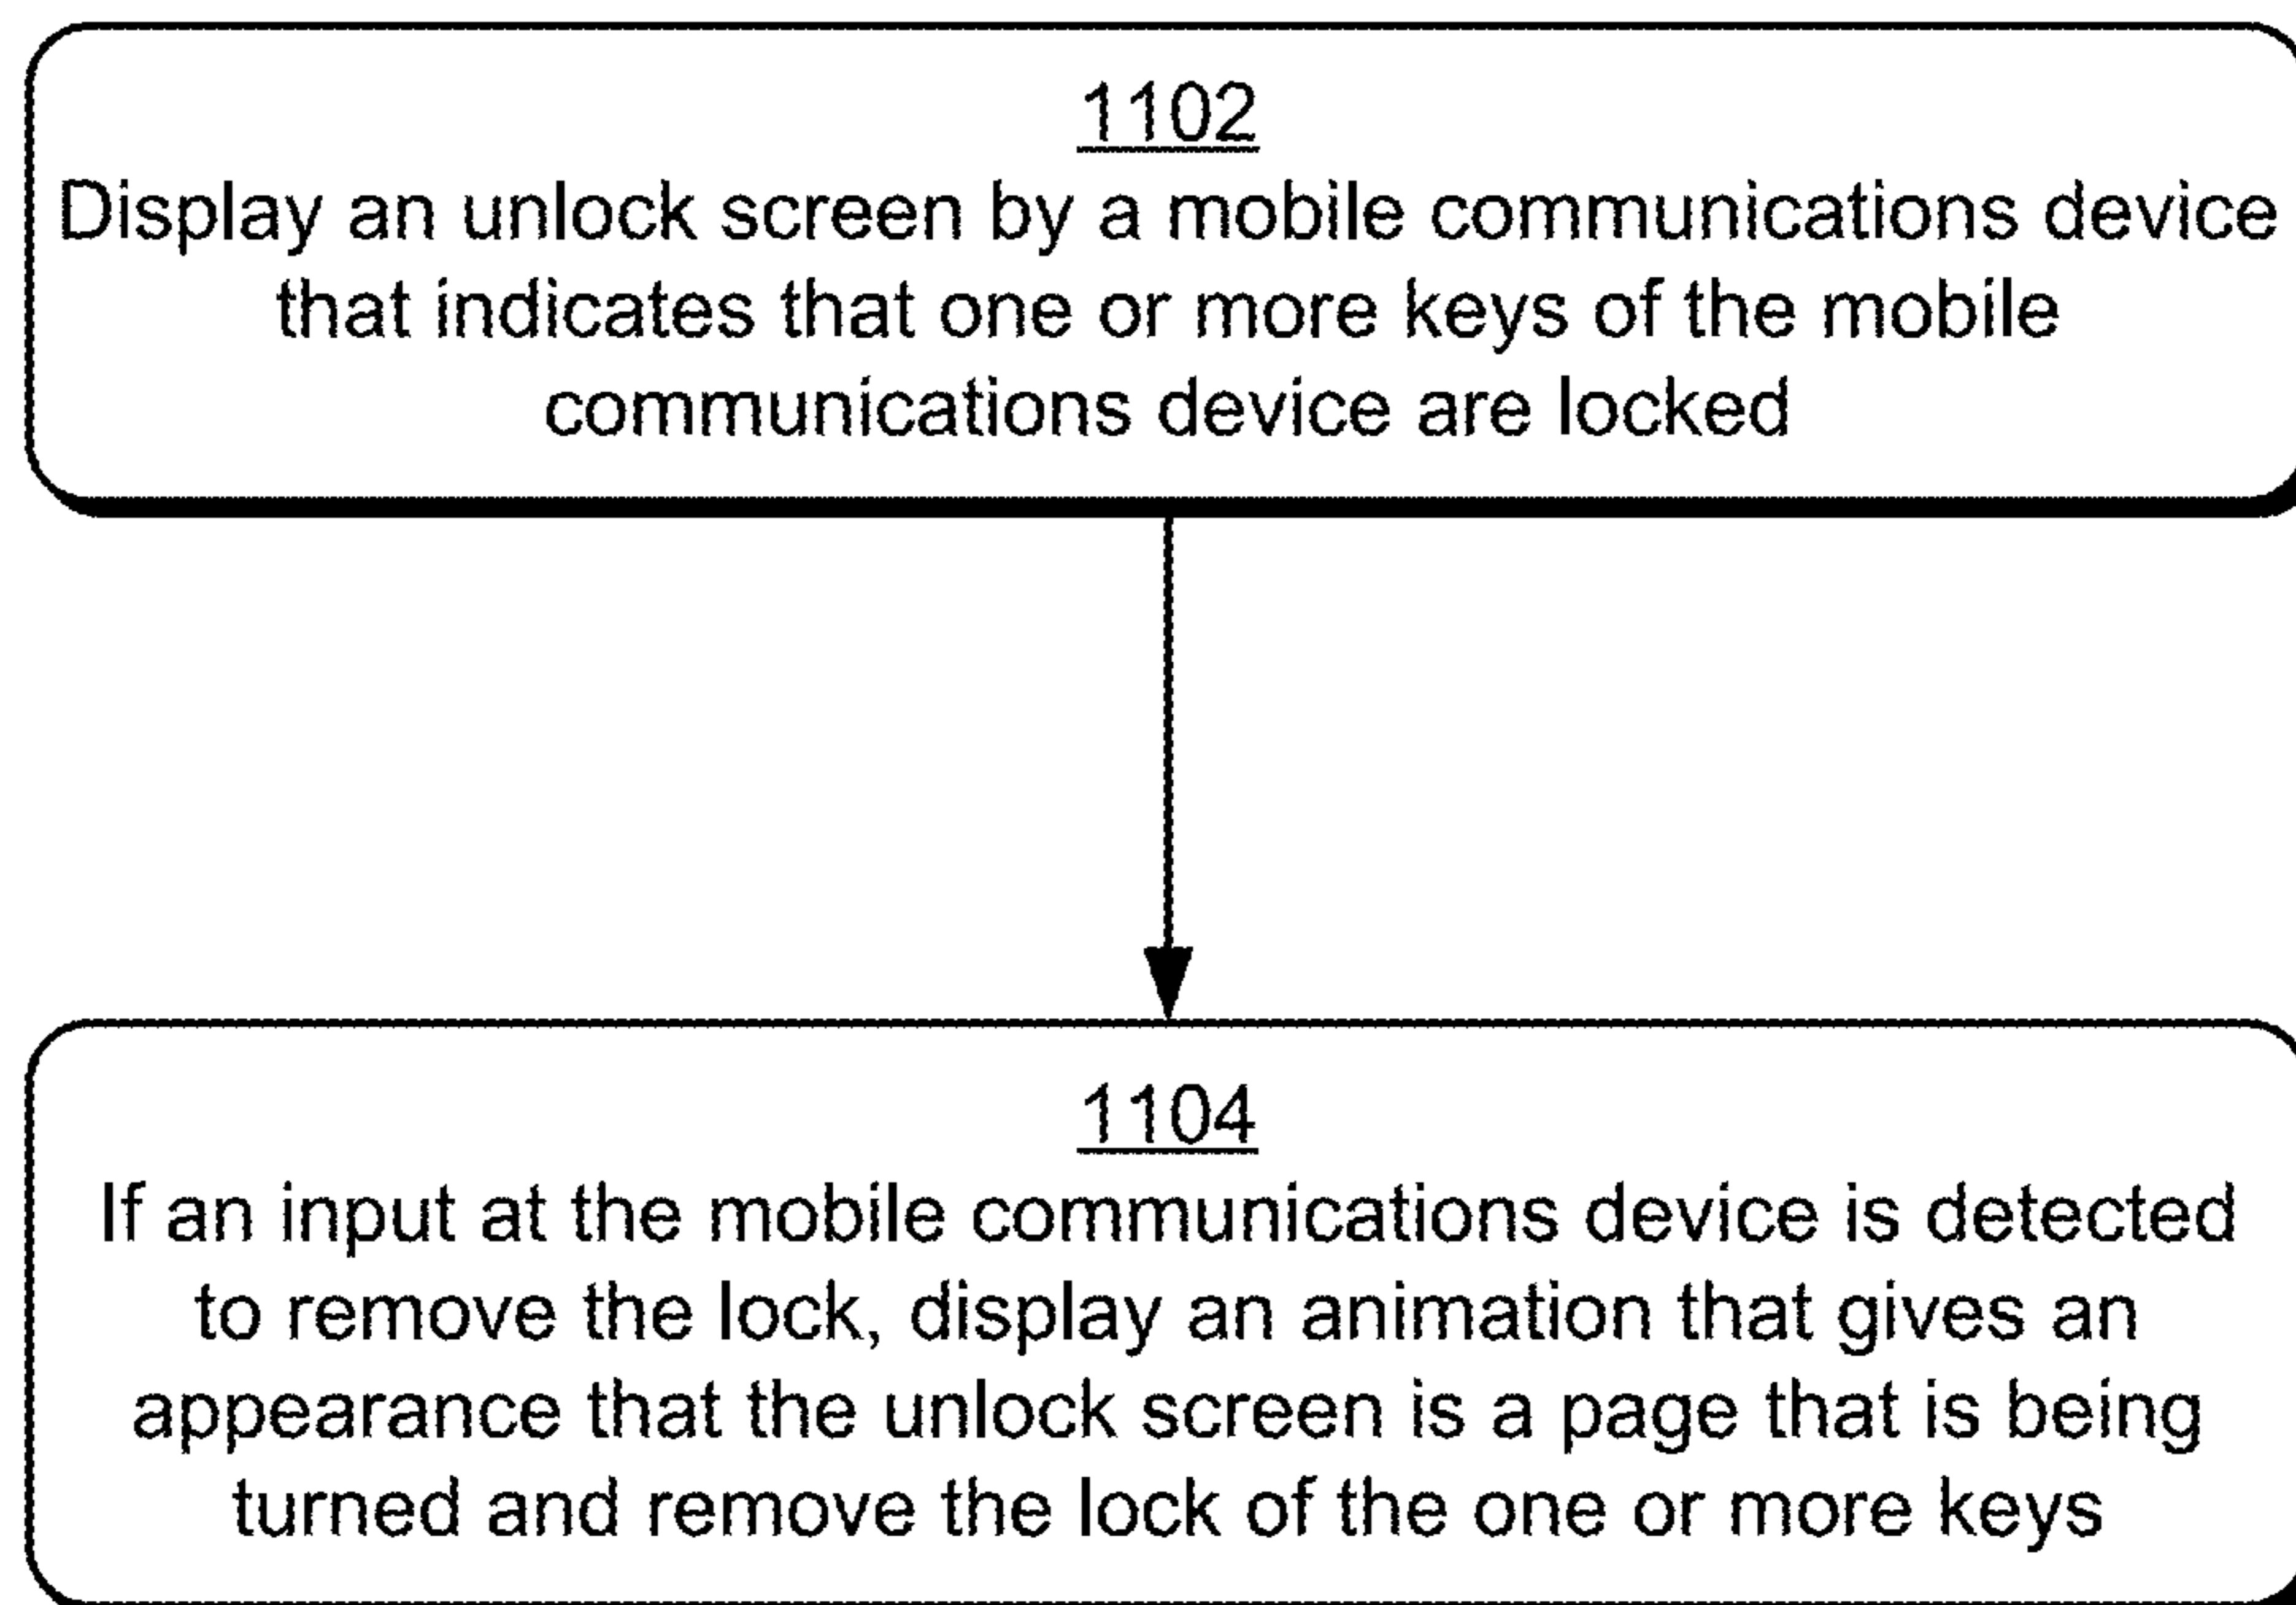 1102
Display an unlock screen by a mobile communications device
that indicates that one or more keys of the mobile
communications device are locked
1104
If an input at the mobile communications device is detected
to remove the lock, display an animation that gives an
appearance that the unlock screen is a page that is being
turned and remove the lock of the one or more keys